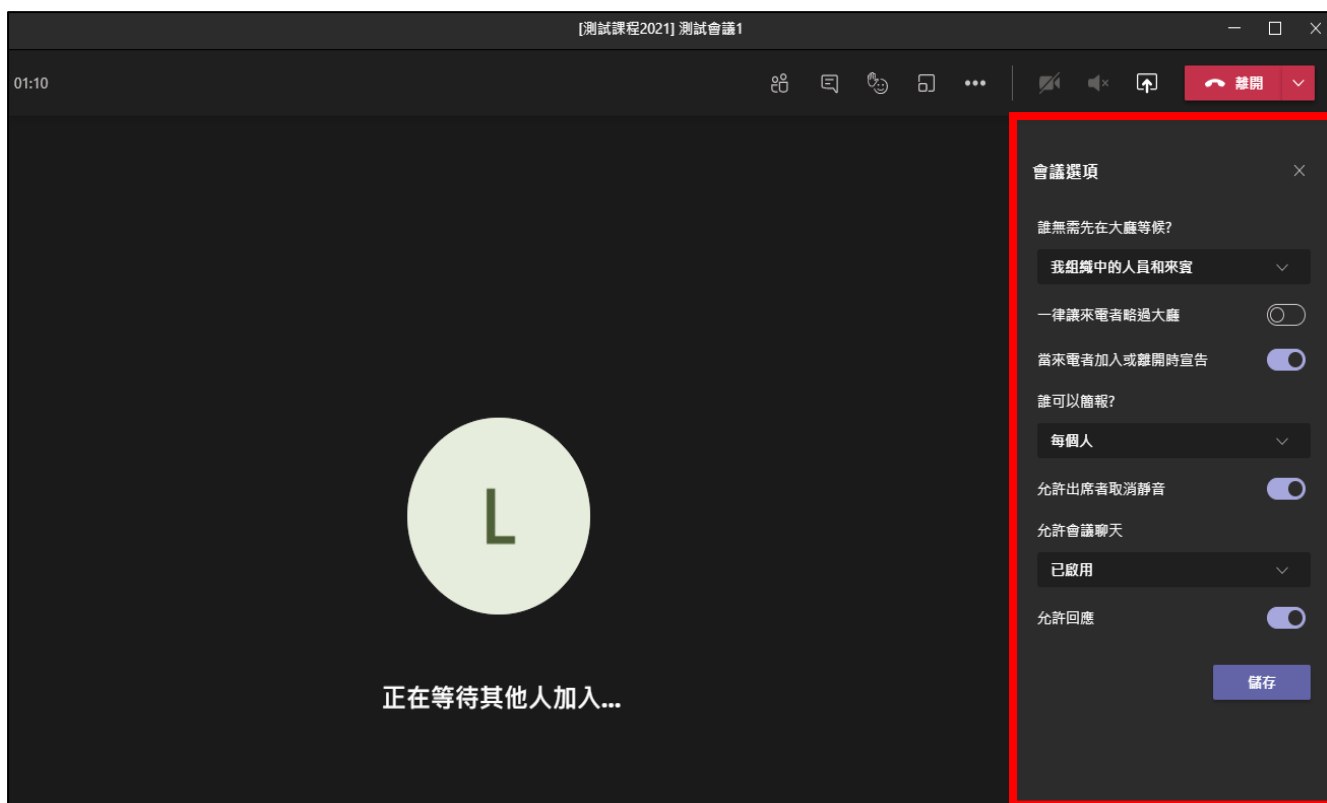 [測試課程2021] 測試會議1
01:10
離開
會議選項
誰無需先在大廳等候?
我組織中的人員和來賓
一律讓來電者略過大廳
當來電者加入或離開時宣告
誰可以簡報?
每個人
允許出席者取消靜音
允許會議聊天
已啟用
允許回應
儲存
L
正在等待其他人加入...